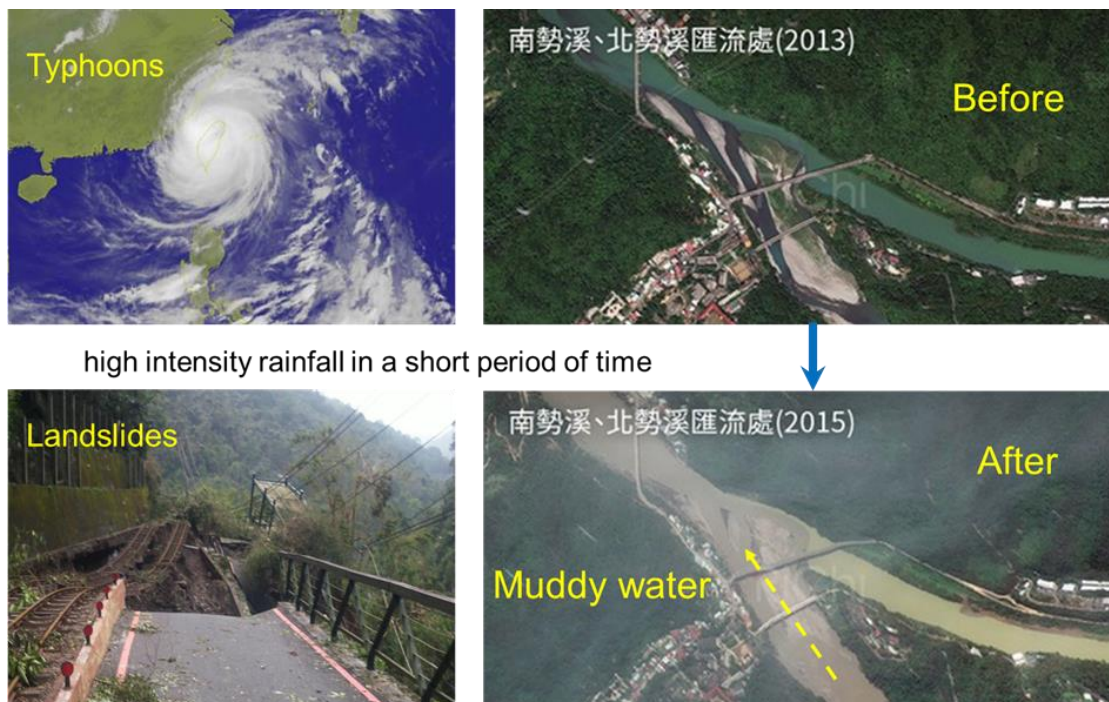 Typhoons
南勢溪、北勢溪匯流處(2013)
Before
high intensity rainfall in a short period of time
Landslides
南勢溪、北勢溪匯流處(2015)
After
Muddy water